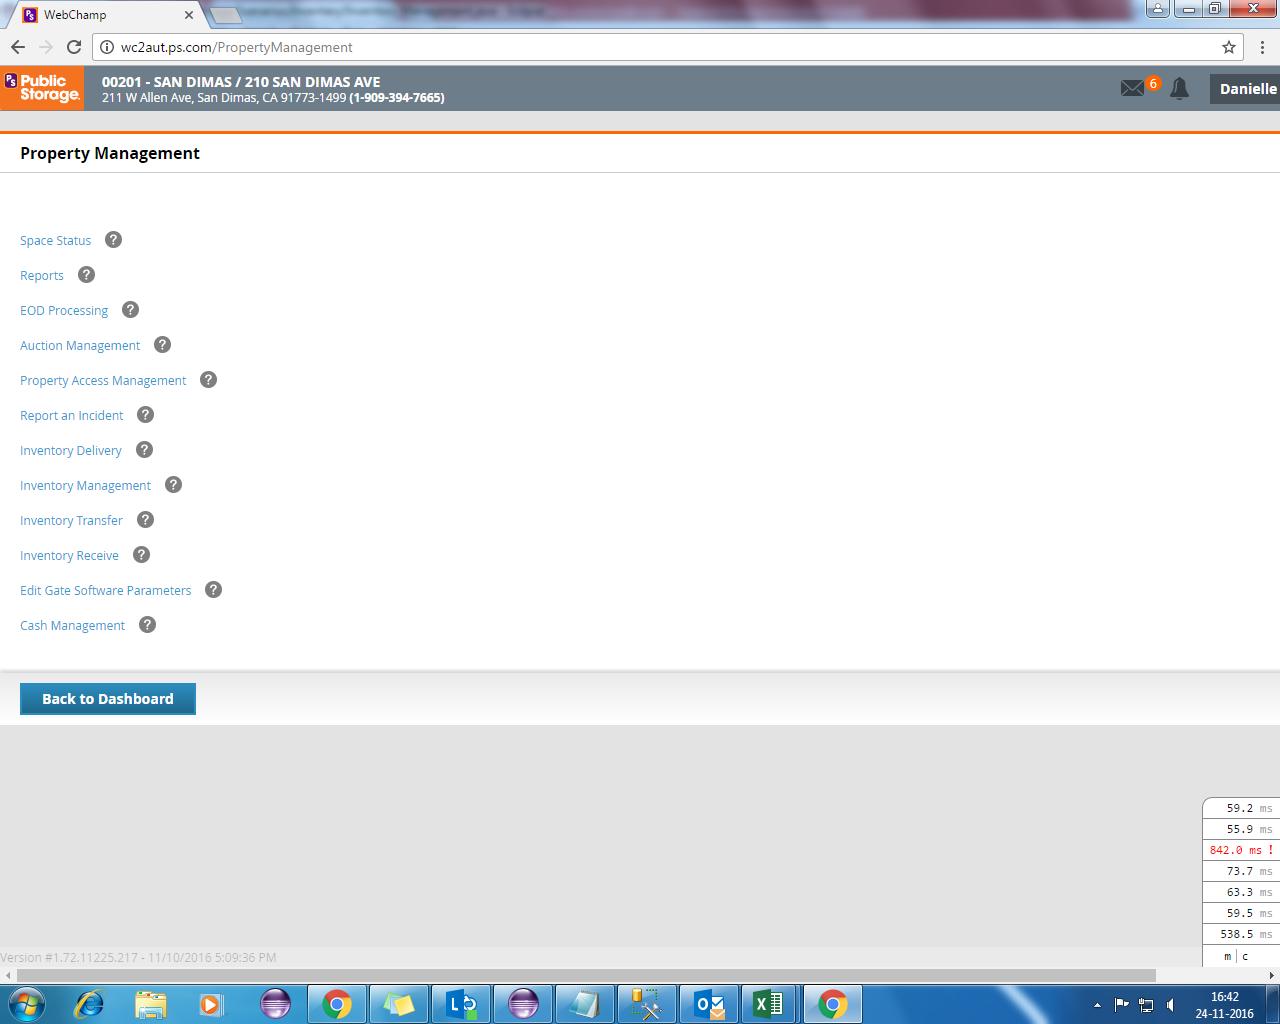 WebChamp
wc2aut.ps.com/PropertyManagement
PS Public Storage.
00201 - SAN DIMAS / 210 SAN DIMAS AVE
211 W Allen Ave, San Dimas, CA 91773-1499 (1-909-394-7665)
6
Danielle
Property Management
Space Status ?
Reports ?
EOD Processing ?
Auction Management ?
Property Access Management ?
Report an Incident ?
Inventory Delivery ?
Inventory Management ?
Inventory Transfer ?
Inventory Receive ?
Edit Gate Software Parameters ?
Cash Management ?
Back to Dashboard
59.2 ms
55.9 ms
842.0 ms !
73.7 ms
63.3 ms
59.5 ms
538.5 ms
m | c
Version #1.72.11225.217 - 11/10/2016 5:09:36 PM
16:42
24-11-2016